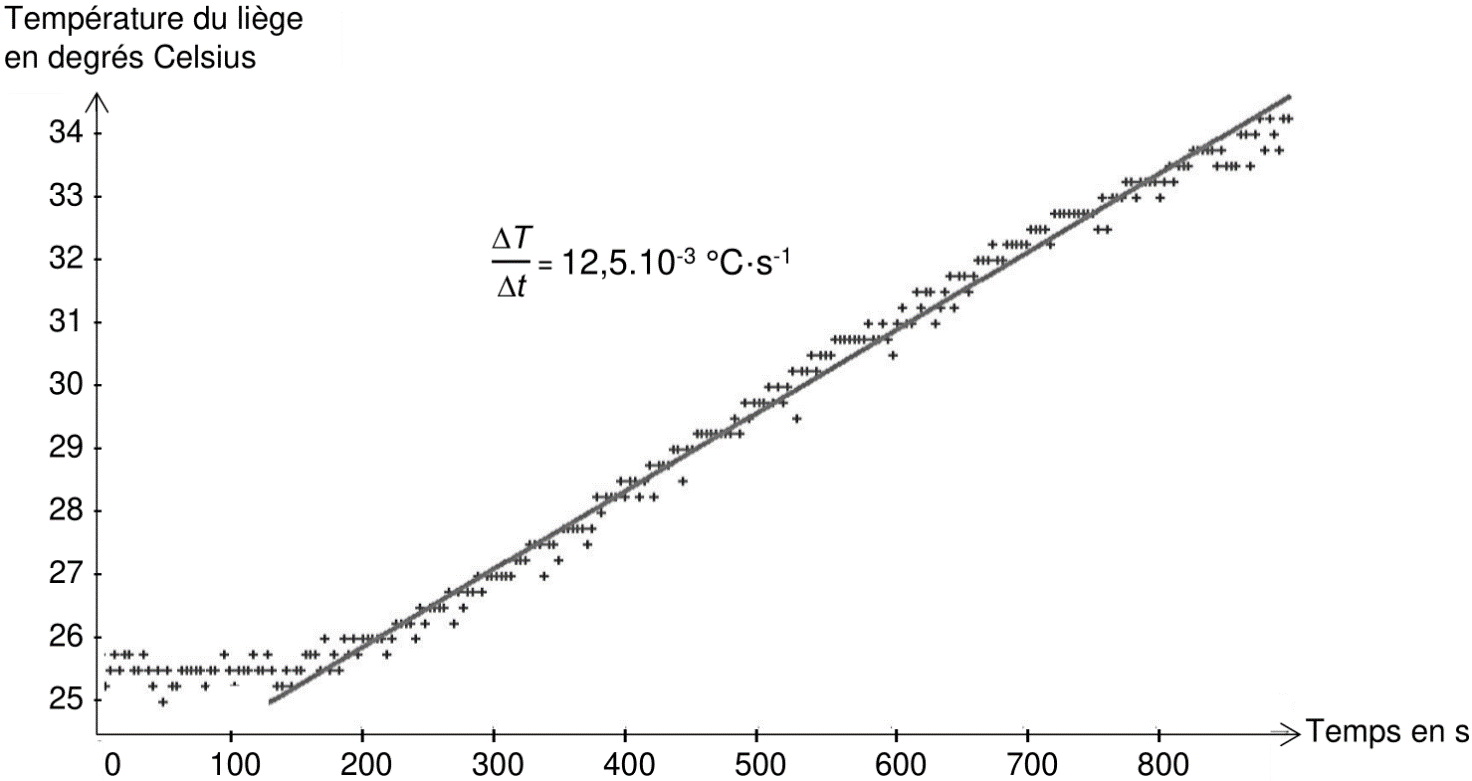 Température du liège
en degrés Celsius
34
33
32
31
30
29
28
27
26
25
ΔT
Δt
= 12,5.10⁻³ °C·s⁻¹
0 100 200 300 400 500 600 700 800
Temps en s